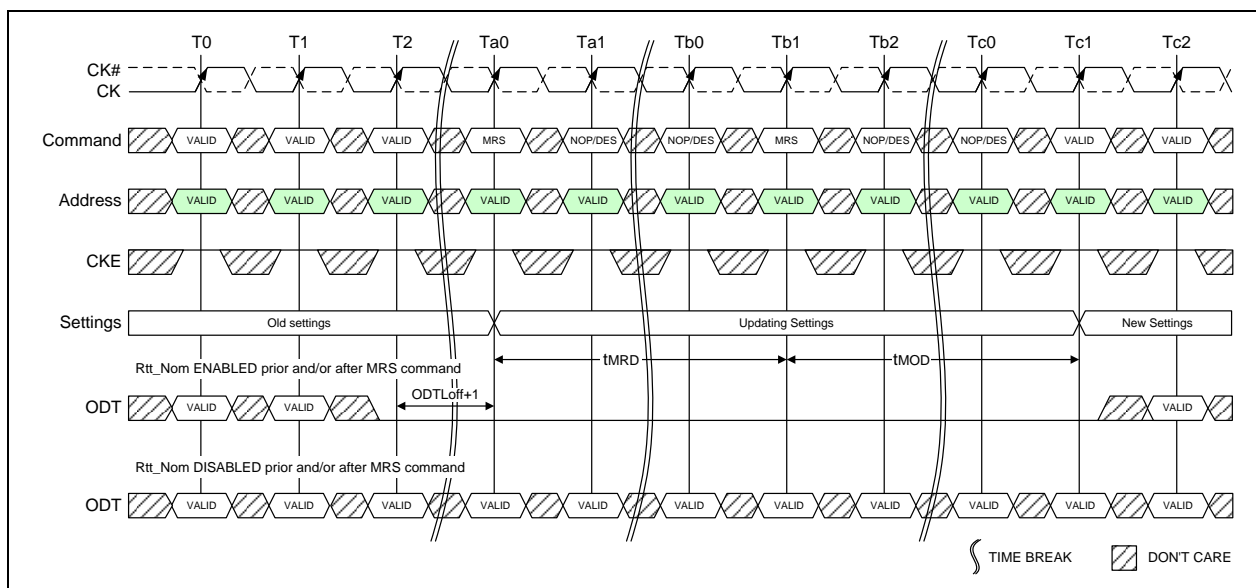 T0 T1 T2 Ta0 Ta1 Tb0 Tb1 Tb2 Tc0 Tc1 Tc2
CK#
CK
Command VALID VALID VALID MRS NOP/DES NOP/DES MRS NOP/DES NOP/DES VALID VALID
Address VALID VALID VALID VALID VALID VALID VALID VALID VALID VALID VALID
CKE
Settings Old settings Updating Settings New Settings
tMRD tMOD
Rtt_Nom ENABLED prior and/or after MRS command
ODTLoff+1
ODT VALID VALID VALID
Rtt_Nom DISABLED prior and/or after MRS command
ODT VALID VALID VALID VALID VALID VALID VALID VALID VALID VALID VALID
TIME BREAK DON'T CARE